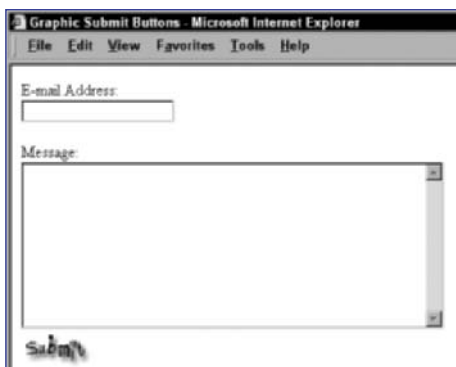 Graphic Submit Buttons - Microsoft Internet Explorer
File Edit View Favorites Tools Help
E-mail Address:
Message:
Submit